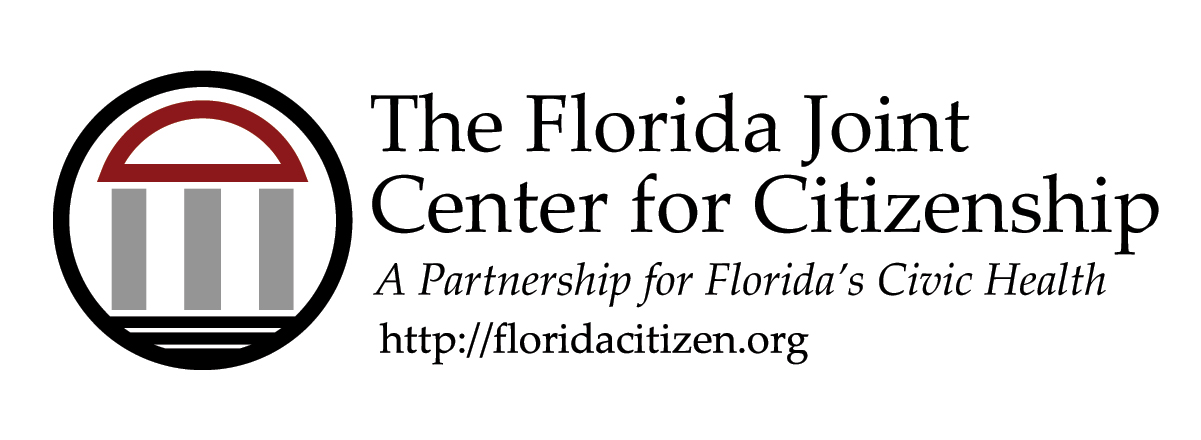 The Florida Joint
Center for Citizenship
A Partnership for Florida’s Civic Health
http://floridacitizen.org